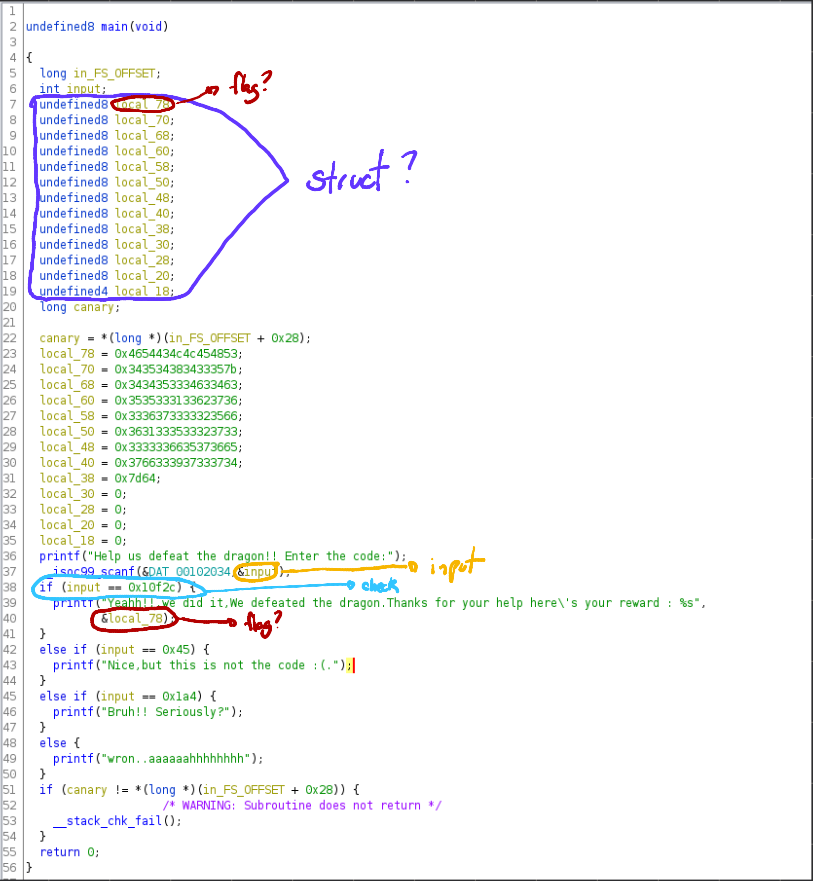 1
2 undefined8 main(void)
3
4 {
5 long in_FS_OFFSET;
6 int input; flag?
7 undefined8 local_78;
8 undefined8 local_70;
9 undefined8 local_68;
10 undefined8 local_60;
11 undefined8 local_58;
12 undefined8 local_50; struct?
13 undefined8 local_48;
14 undefined8 local_40;
15 undefined8 local_38;
16 undefined8 local_30;
17 undefined8 local_28;
18 undefined8 local_20;
19 undefined4 local_18;
20 long canary;
21
22 canary = *(long *)(in_FS_OFFSET + 0x28);
23 local_78 = 0x4654434c4c454853;
24 local_70 = 0x343534383433357b;
25 local_68 = 0x3434353334633463;
26 local_60 = 0x3535333133623736;
27 local_58 = 0x3336373333323566;
28 local_50 = 0x3631333533323733;
29 local_48 = 0x3333336635373665;
30 local_40 = 0x3766333937333734;
31 local_38 = 0x7d64;
32 local_30 = 0;
33 local_28 = 0;
34 local_20 = 0;
35 local_18 = 0;
36 printf("Help us defeat the dragon!! Enter the code:");
37 __isoc99_scanf(&DAT_00102034,&input); input
38 if (input == 0x10f2c) { check
39 printf("Yeahh!!,we did it,We defeated the dragon.Thanks for your help here\'s your reward : %s",
40 &local_78); flag?
41 }
42 else if (input == 0x45) {
43 printf("Nice,but this is not the code :(.");
44 }
45 else if (input == 0x1a4) {
46 printf("Bruh!! Seriously?");
47 }
48 else {
49 printf("wron..aaaaaahhhhhhhh");
50 }
51 if (canary != *(long *)(in_FS_OFFSET + 0x28)) {
52 /* WARNING: Subroutine does not return */
53 __stack_chk_fail();
54 }
55 return 0;
56 }